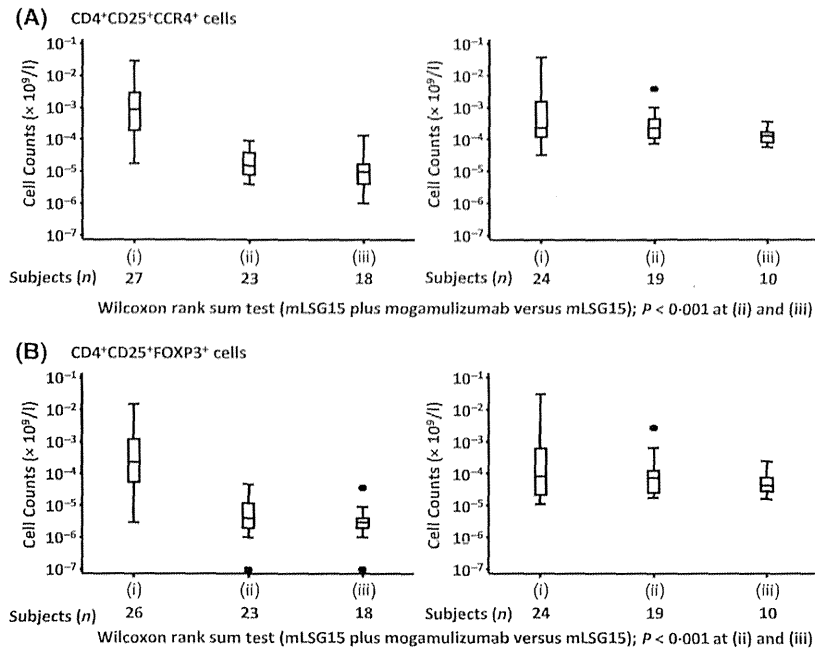 (A) CD4⁺CD25⁺CCR4⁺ cells
Cell Counts (× 10⁹/l)
10⁻¹
10⁻²
10⁻³
10⁻⁴
10⁻⁵
10⁻⁶
10⁻⁷
(i) (ii) (iii)
Subjects (n) 27 23 18
Cell Counts (× 10⁹/l)
10⁻¹
10⁻²
10⁻³
10⁻⁴
10⁻⁵
10⁻⁶
10⁻⁷
(i) (ii) (iii)
24 19 10
Wilcoxon rank sum test (mLSG15 plus mogamulizumab versus mLSG15); P < 0·001 at (ii) and (iii)
(B) CD4⁺CD25⁺FOXP3⁺ cells
Cell Counts (× 10⁹/l)
10⁻¹
10⁻²
10⁻³
10⁻⁴
10⁻⁵
10⁻⁶
10⁻⁷
(i) (ii) (iii)
Subjects (n) 26 23 18
Cell Counts (× 10⁹/l)
10⁻¹
10⁻²
10⁻³
10⁻⁴
10⁻⁵
10⁻⁶
10⁻⁷
(i) (ii) (iii)
Subjects (n) 24 19 10
Wilcoxon rank sum test (mLSG15 plus mogamulizumab versus mLSG15); P < 0·001 at (ii) and (iii)